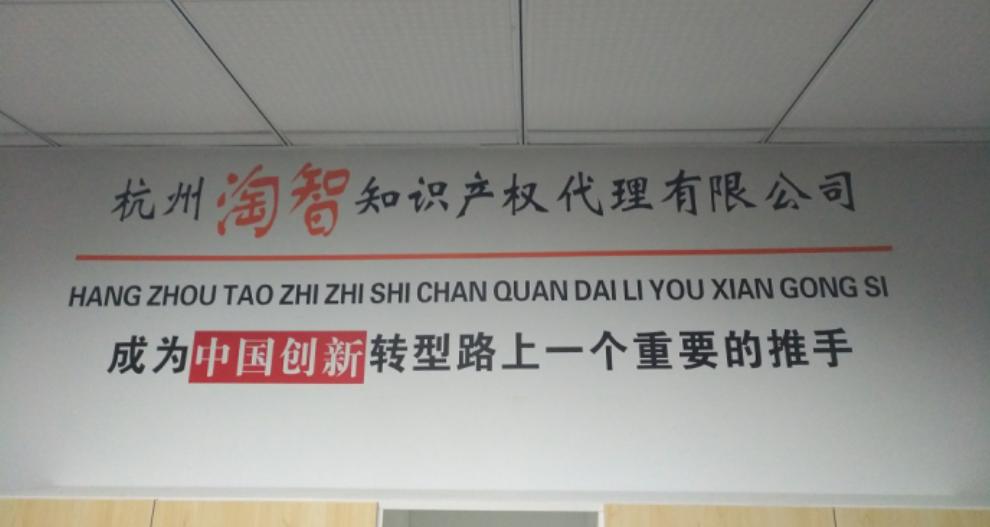 杭州淘智知识产权代理有限公司
HANG ZHOU TAO ZHI ZHI SHI CHAN QUAN DAI LI YOU XIAN GONG SI
成为中国创新转型路上一个重要的推手